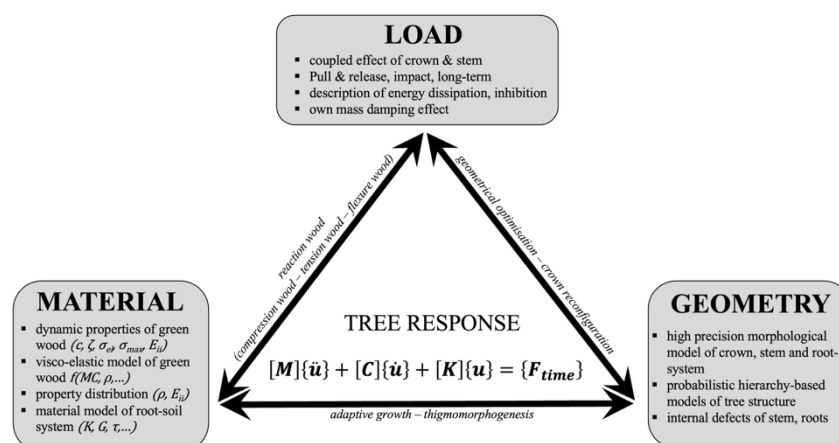 LOAD
▪ coupled effect of crown & stem
▪ Pull & release, impact, long-term
▪ description of energy dissipation, inhibition
▪ own mass damping effect
reaction wood
(compression wood – tension wood – flexure wood)
geometrical optimisation – crown reconfiguration
MATERIAL
▪ dynamic properties of green
wood (c, ζ, σel, σmax, Eii)
▪ visco-elastic model of green
wood f(MC, ρ,...)
▪ property distribution (ρ, Eii)
▪ material model of root-soil
system (K, G, τ,...)
TREE RESPONSE
[M]{ü} + [C]{u̇} + [K]{u} = {Ftime}
adaptive growth – thigmomorphogenesis
GEOMETRY
▪ high precision morphological
model of crown, stem and root-
system
▪ probabilistic hierarchy-based
models of tree structure
▪ internal defects of stem, roots